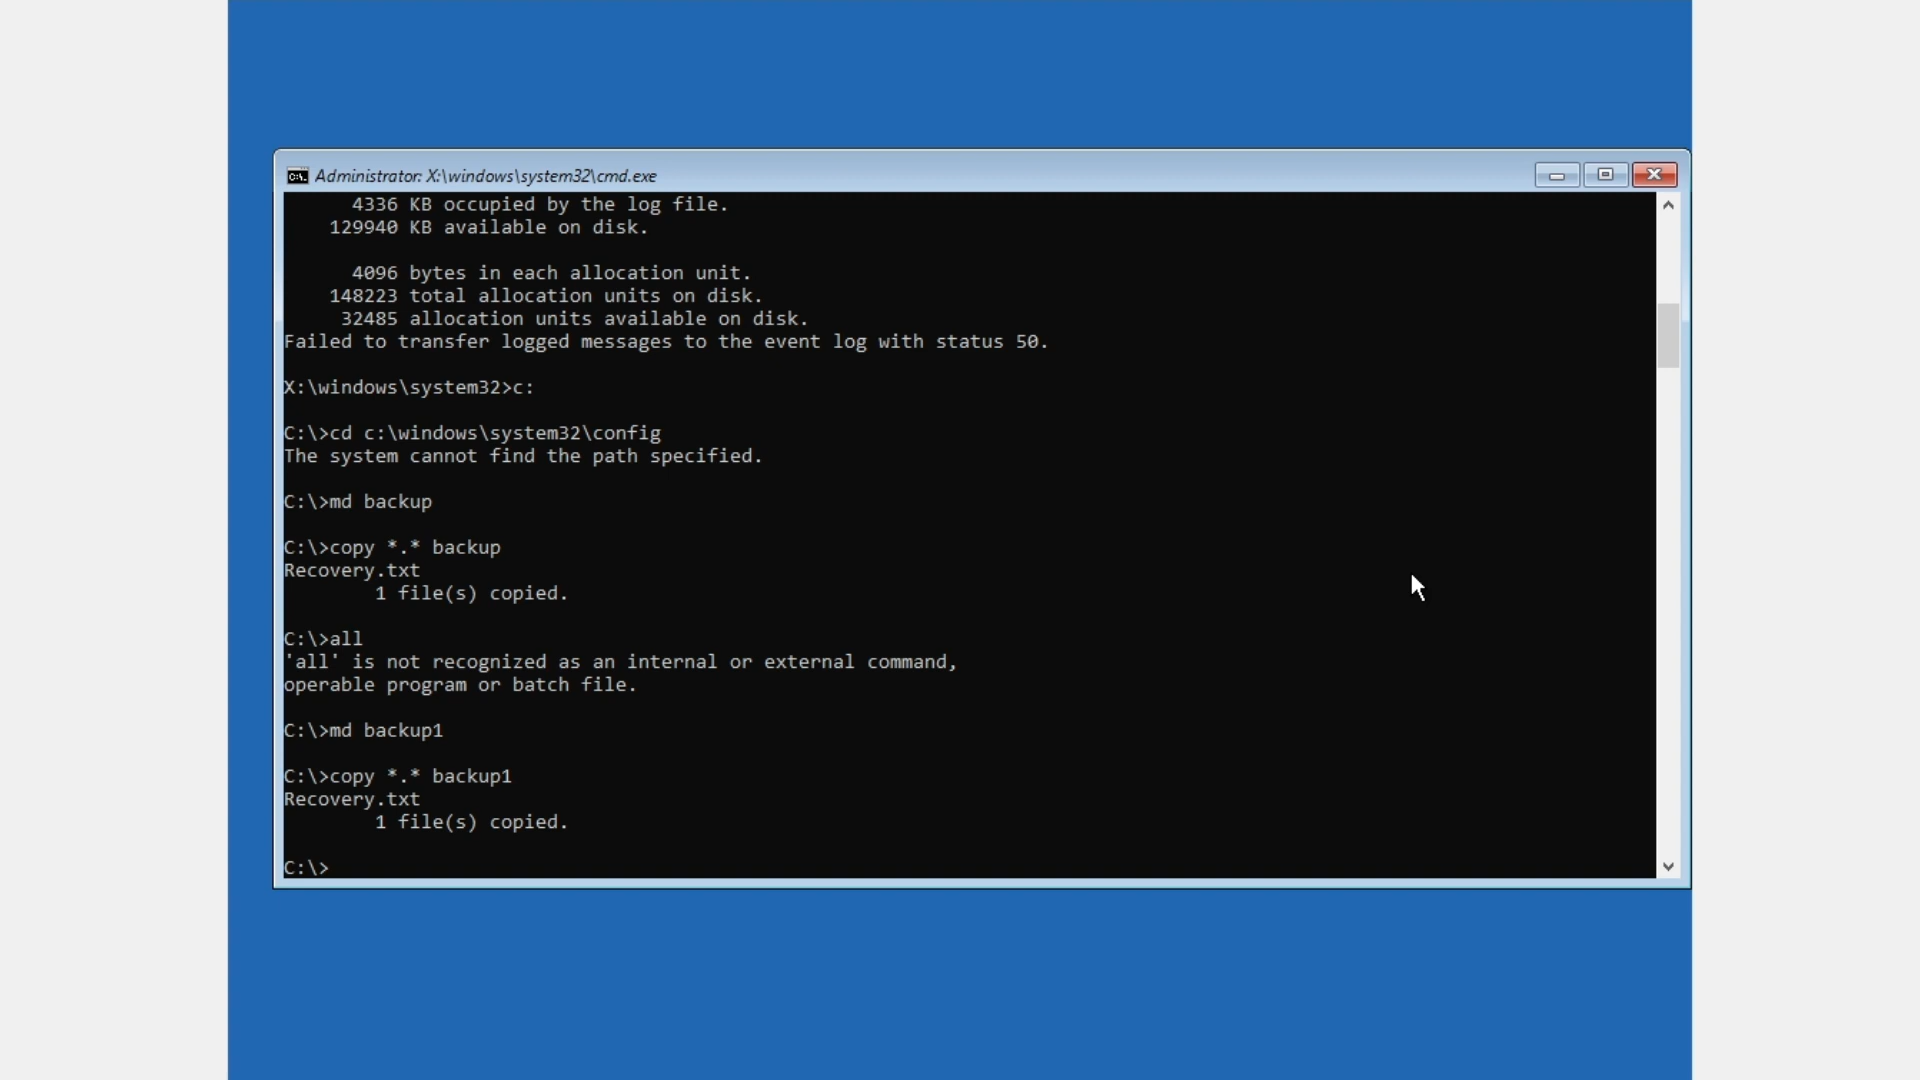 Administrator: X:\windows\system32\cmd.exe
4336 KB occupied by the log file.
129940 KB available on disk.
4096 bytes in each allocation unit.
148223 total allocation units on disk.
32485 allocation units available on disk.
Failed to transfer logged messages to the event log with status 50.
X:\windows\system32>c:
C:\>cd c:\windows\system32\config
The system cannot find the path specified.
C:\>md backup
C:\>copy *.* backup
Recovery.txt
1 file(s) copied.
C:\>all
'all' is not recognized as an internal or external command,
operable program or batch file.
C:\>md backup1
C:\>copy *.* backup1
Recovery.txt
1 file(s) copied.
C:\>